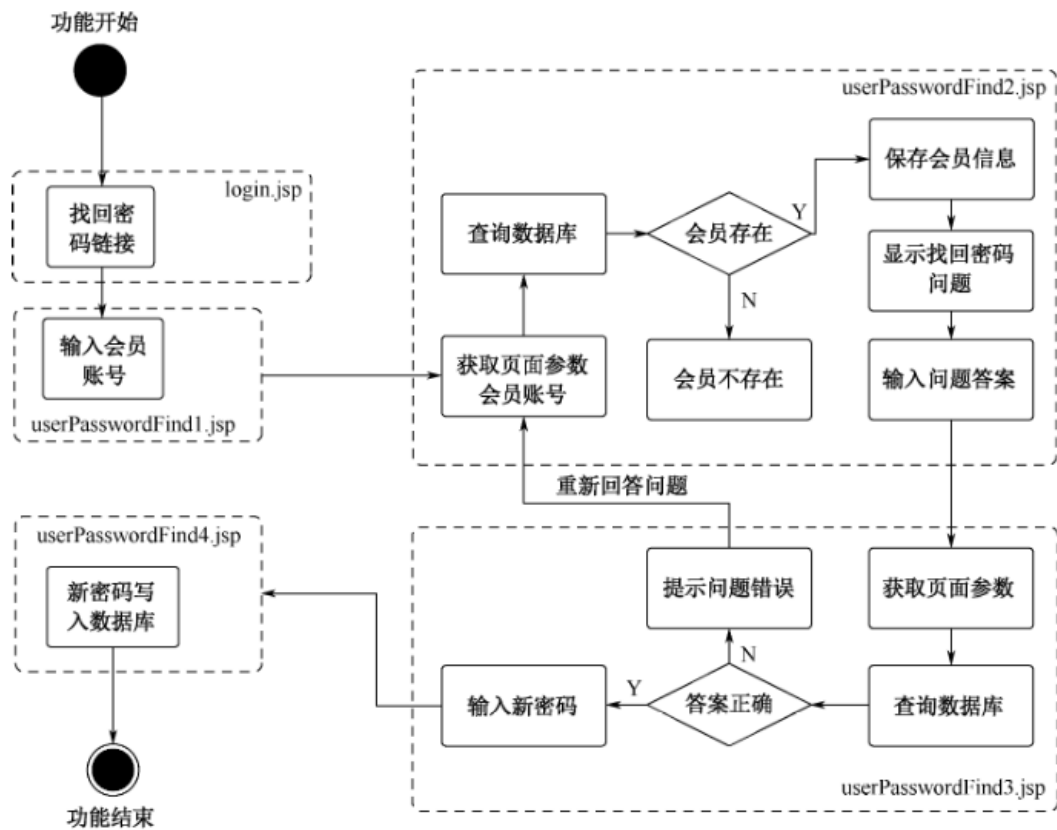 功能开始
login.jsp
找回密
码链接
输入会员
账号
userPasswordFind1.jsp
userPasswordFind2.jsp
查询数据库
会员存在
Y
N
会员不存在
获取页面参数
会员账号
保存会员信息
显示找回密码
问题
输入问题答案
重新回答问题
获取页面参数
查询数据库
答案正确
N
提示问题错误
Y
输入新密码
userPasswordFind3.jsp
userPasswordFind4.jsp
新密码写
入数据库
功能结束